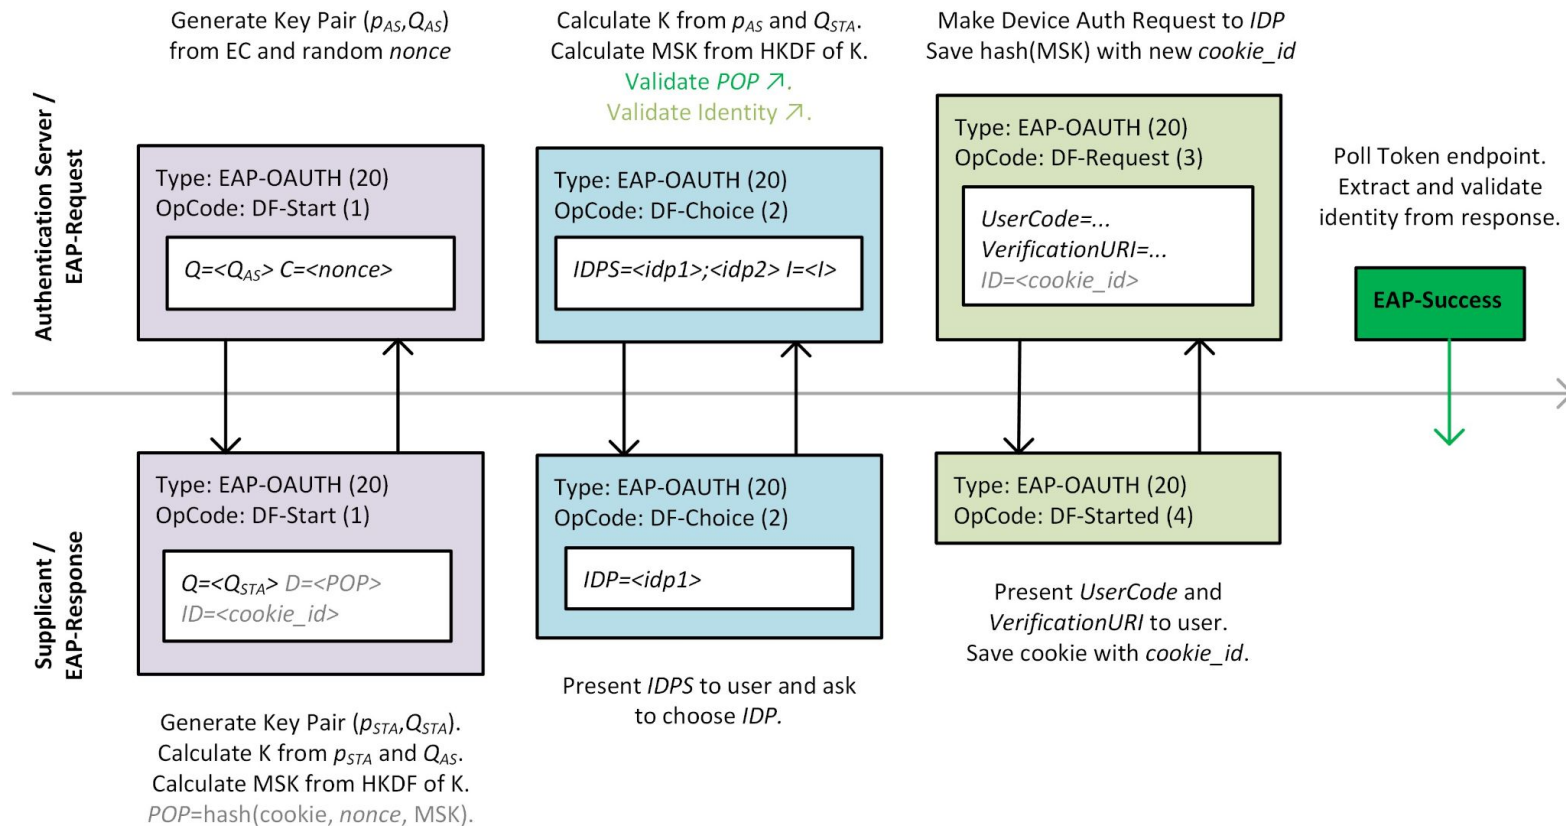 Authentication Server /
EAP-Request
Generate Key Pair (pAS,QAS)
from EC and random nonce
Type: EAP-OAUTH (20)
OpCode: DF-Start (1)
Q=<QAS> C=<nonce>
Calculate K from pAS and QSTA.
Calculate MSK from HKDF of K.
Validate POP ↗.
Validate Identity ↗.
Type: EAP-OAUTH (20)
OpCode: DF-Choice (2)
IDPS=<idp1>;<idp2> I=<I>
Make Device Auth Request to IDP
Save hash(MSK) with new cookie_id
Type: EAP-OAUTH (20)
OpCode: DF-Request (3)
UserCode=...
VerificationURI=...
ID=<cookie_id>
Poll Token endpoint.
Extract and validate
identity from response.
EAP-Success
Supplicant /
EAP-Response
Type: EAP-OAUTH (20)
OpCode: DF-Start (1)
Q=<QSTA> D=<POP>
ID=<cookie_id>
Generate Key Pair (pSTA,QSTA).
Calculate K from pSTA and QAS.
Calculate MSK from HKDF of K.
POP=hash(cookie, nonce, MSK).
Type: EAP-OAUTH (20)
OpCode: DF-Choice (2)
IDP=<idp1>
Present IDPS to user and ask
to choose IDP.
Type: EAP-OAUTH (20)
OpCode: DF-Started (4)
Present UserCode and
VerificationURI to user.
Save cookie with cookie_id.